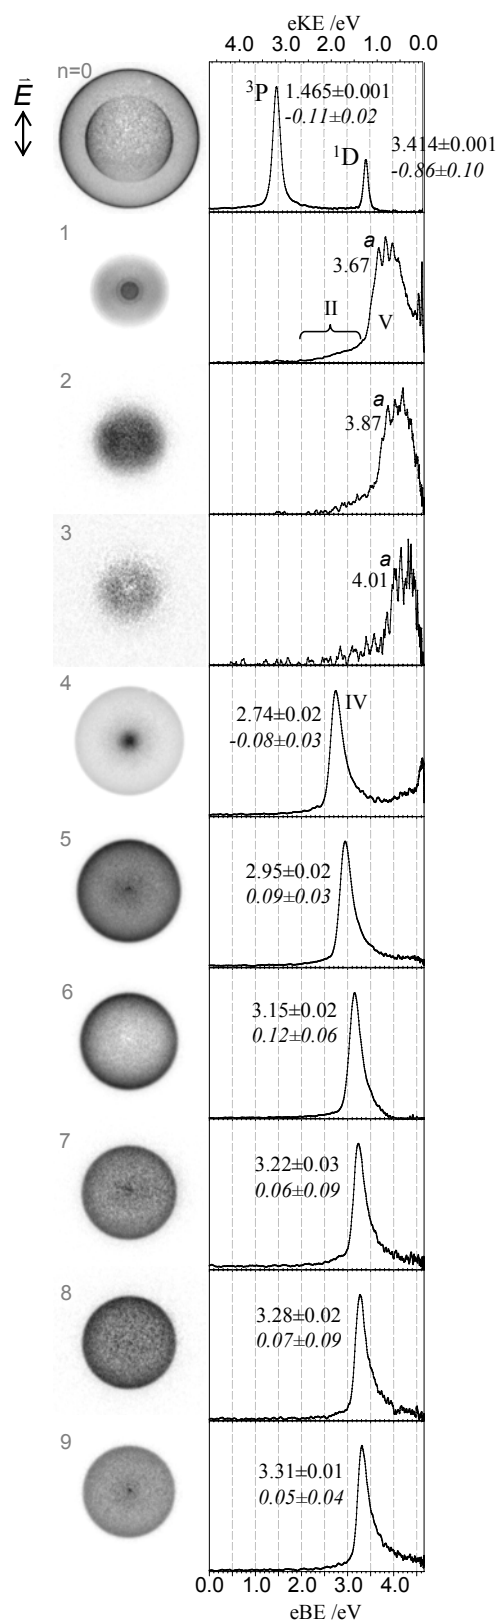 eKE /eV
4.0 3.0 2.0 1.0 0.0
n=0
E
³P
1.465±0.001
-0.11±0.02
¹D
3.414±0.001
-0.86±0.10
1
a
3.67
II
V
2
a
3.87
3
a
4.01
4
2.74±0.02
IV
-0.08±0.03
5
2.95±0.02
0.09±0.03
6
3.15±0.02
0.12±0.06
7
3.22±0.03
0.06±0.09
8
3.28±0.02
0.07±0.09
9
3.31±0.01
0.05±0.04
0.0 1.0 2.0 3.0 4.0
eBE /eV